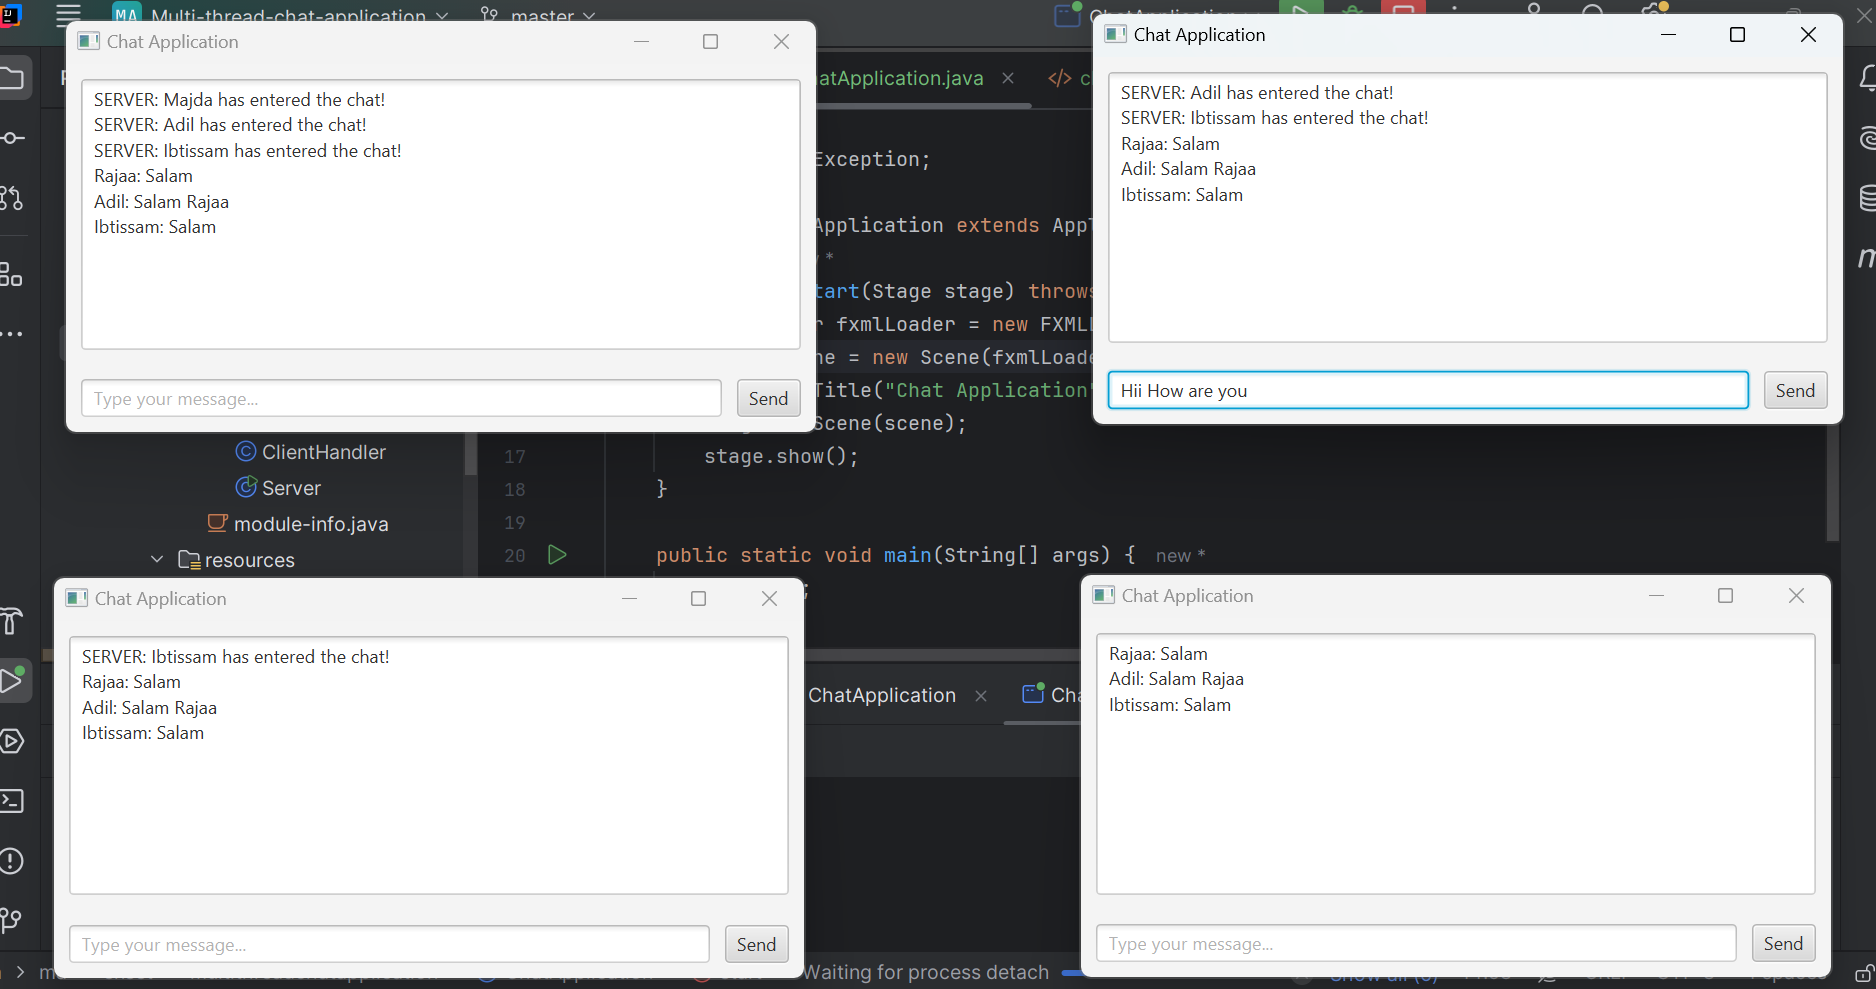 MA Multi-thread-chat-application master
Chat Application
SERVER: Majda has entered the chat!
SERVER: Adil has entered the chat!
SERVER: Ibtissam has entered the chat!
Rajaa: Salam
Adil: Salam Rajaa
Ibtissam: Salam
Type your message...
Send
Chat Application
SERVER: Adil has entered the chat!
SERVER: Ibtissam has entered the chat!
Rajaa: Salam
Adil: Salam Rajaa
Ibtissam: Salam
Hii How are you
Send
atApplication.java
Exception;
Application extends Appl
tart(Stage stage) throws
fxmlLoader = new FXML
ne = new Scene(fxmlLoade
Title("Chat Application"
Scene(scene);
17 stage.show();
18 }
19
20 public static void main(String[] args) { new *
ClientHandler
Server
module-info.java
resources
Chat Application
SERVER: Ibtissam has entered the chat!
Rajaa: Salam
Adil: Salam Rajaa
Ibtissam: Salam
Type your message...
Send
ChatApplication
Cha
Chat Application
Rajaa: Salam
Adil: Salam Rajaa
Ibtissam: Salam
Type your message...
Send
Waiting for process detach